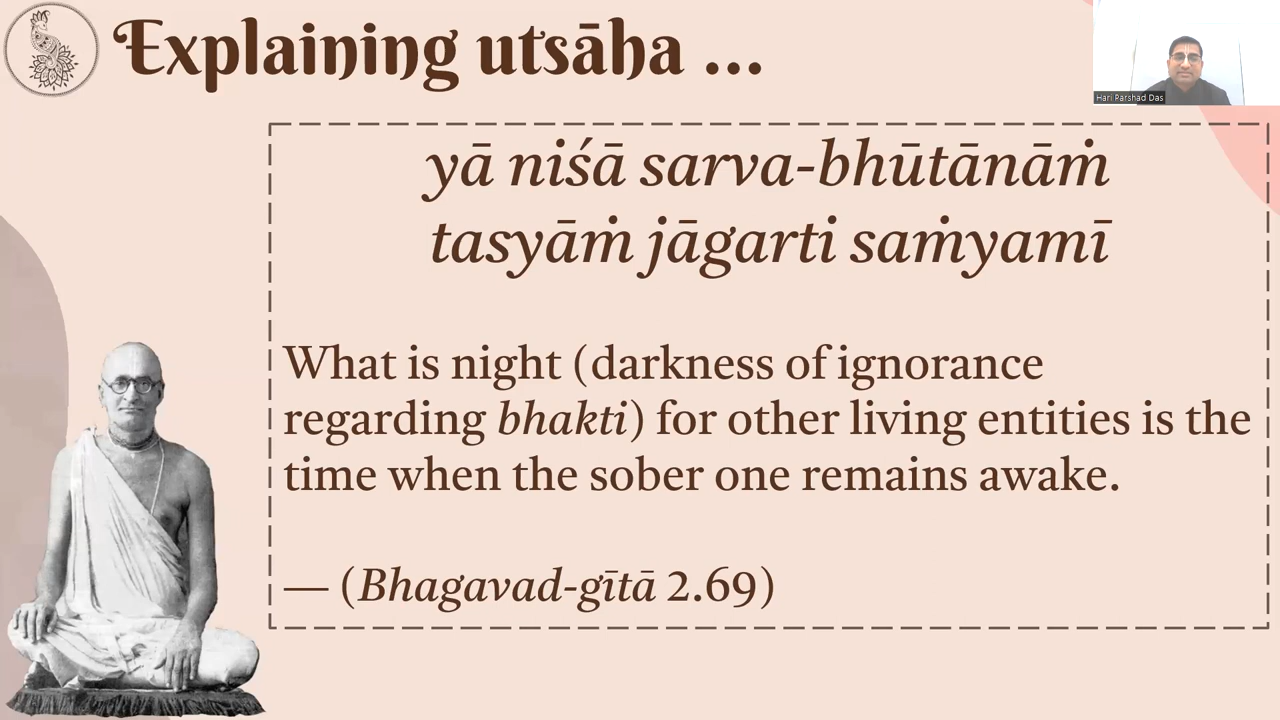 Explaining utsāha ...
Hari Parshad Das
yā niśā sarva-bhūtānāṁ
tasyāṁ jāgarti saṁyamī
What is night (darkness of ignorance
regarding bhakti) for other living entities is the
time when the sober one remains awake.
— (Bhagavad-gītā 2.69)